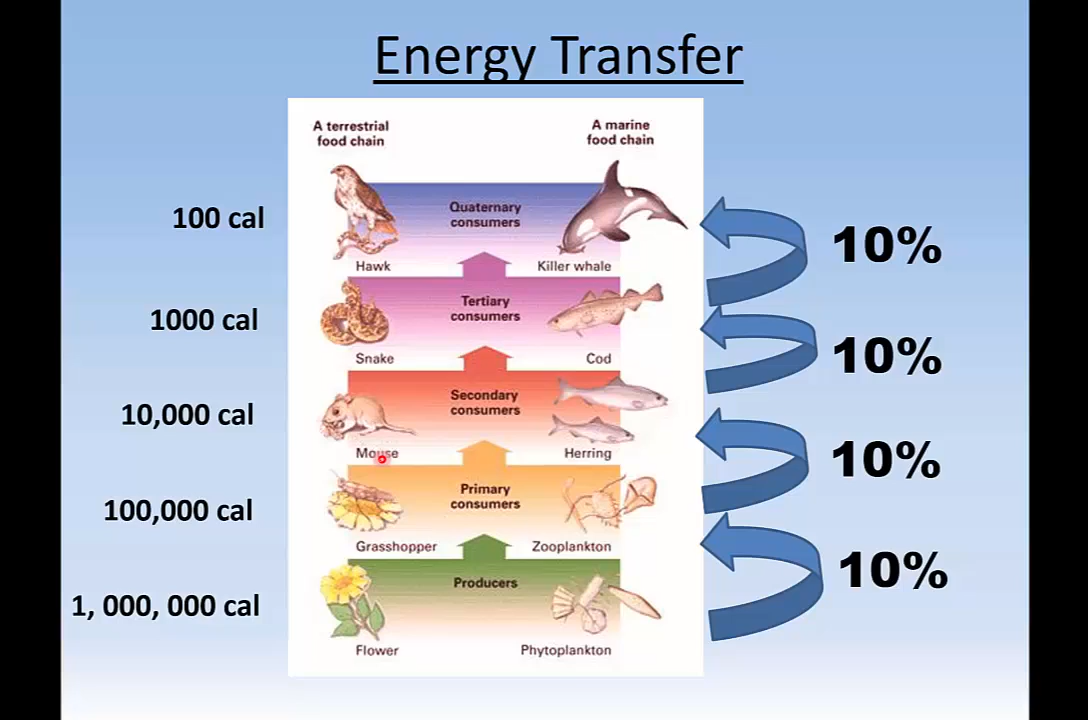 Energy Transfer
A terrestrial
food chain
A marine
food chain
100 cal
Quaternary
consumers
10%
Hawk
Killer whale
1000 cal
Tertiary
consumers
10%
Snake
Cod
10,000 cal
Secondary
consumers
10%
Mouse
Herring
100,000 cal
Primary
consumers
10%
Grasshopper
Zooplankton
1, 000, 000 cal
Producers
Flower
Phytoplankton